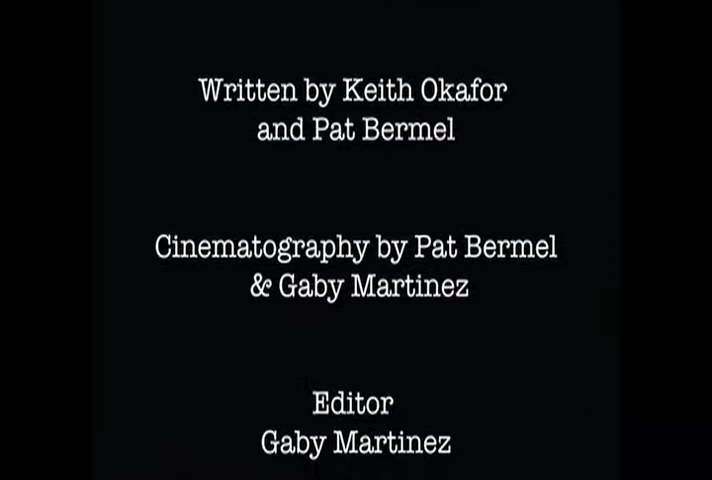 Written by Keith Okafor
and Pat Bermel
Cinematography by Pat Bermel
& Gaby Martinez
Editor
Gaby Martinez